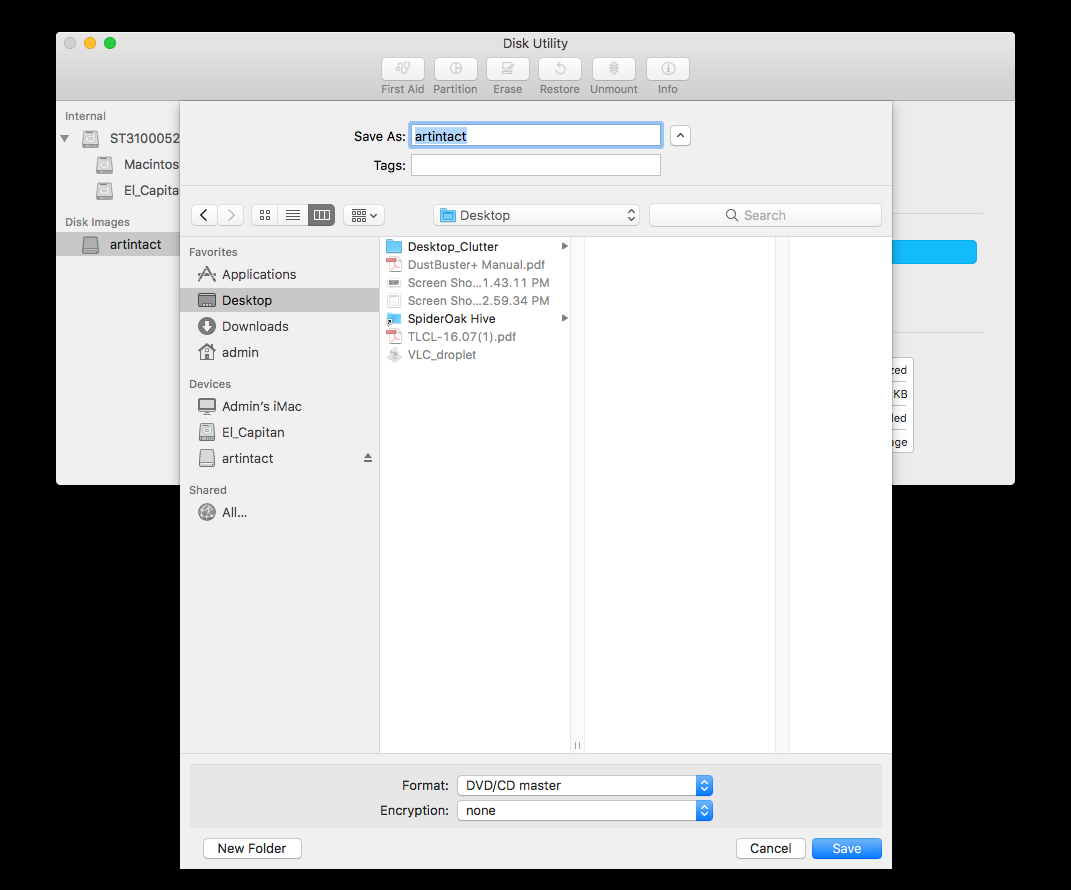 Disk Utility
First Aid Partition Erase Restore Unmount Info
Internal
ST3100052
Macintos
El_Capita
Disk Images
artintact
Save As: artintact
Tags:
Desktop
Search
Favorites
Applications
Desktop
Downloads
admin
Devices
Admin's iMac
El_Capitan
artintact
Shared
All...
Desktop_Clutter
DustBuster+ Manual.pdf
Screen Sho...1.43.11 PM
Screen Sho...2.59.34 PM
SpiderOak Hive
TLCL-16.07(1).pdf
VLC_droplet
zed
KB
led
age
Format: DVD/CD master
Encryption: none
New Folder Cancel Save